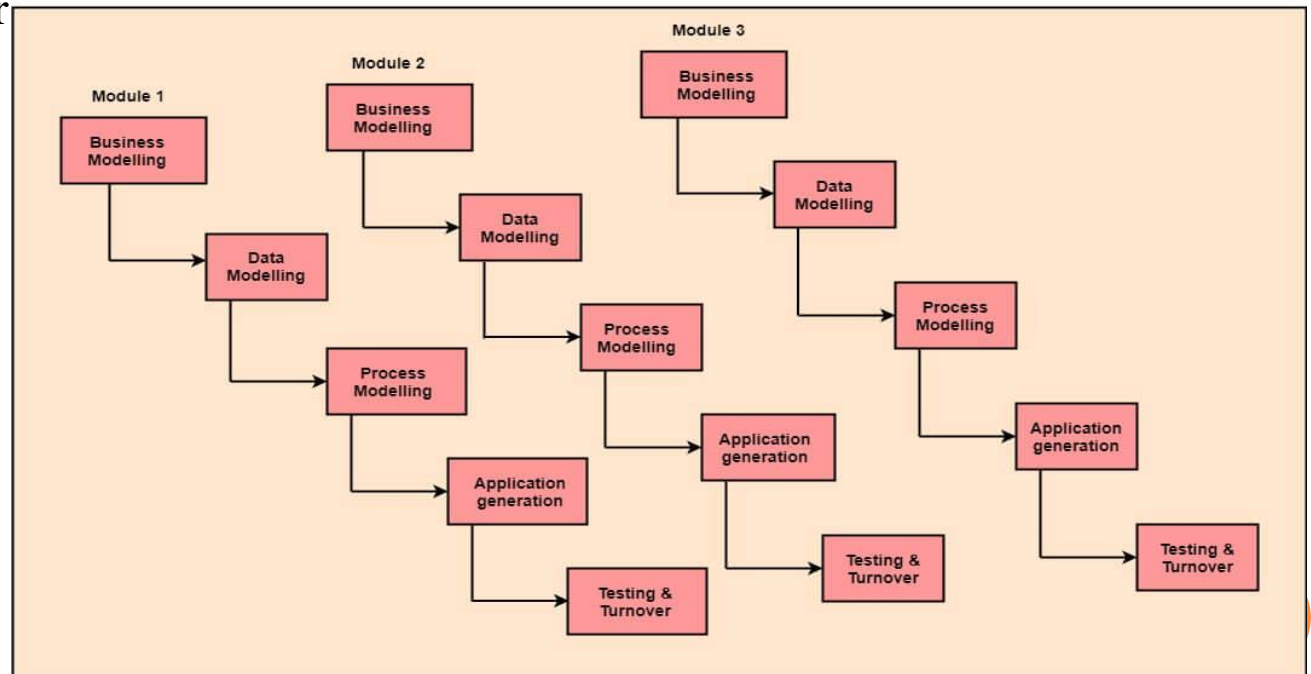 r
Module 1
Business
Modelling
Data
Modelling
Process
Modelling
Application
generation
Testing &
Turnover
Module 2
Business
Modelling
Data
Modelling
Process
Modelling
Application
generation
Testing &
Turnover
Module 3
Business
Modelling
Data
Modelling
Process
Modelling
Application
generation
Testing &
Turnover